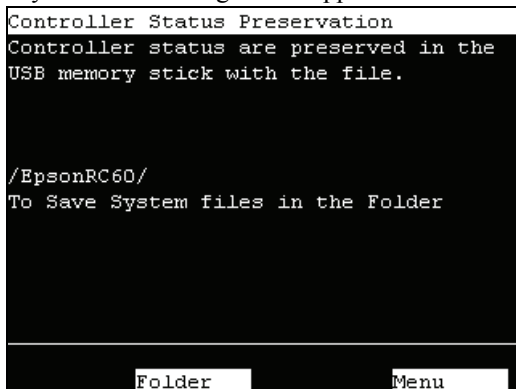 Controller Status Preservation
Controller status are preserved in the
USB memory stick with the file.
/EpsonRC60/
To Save System files in the Folder
Folder Menu